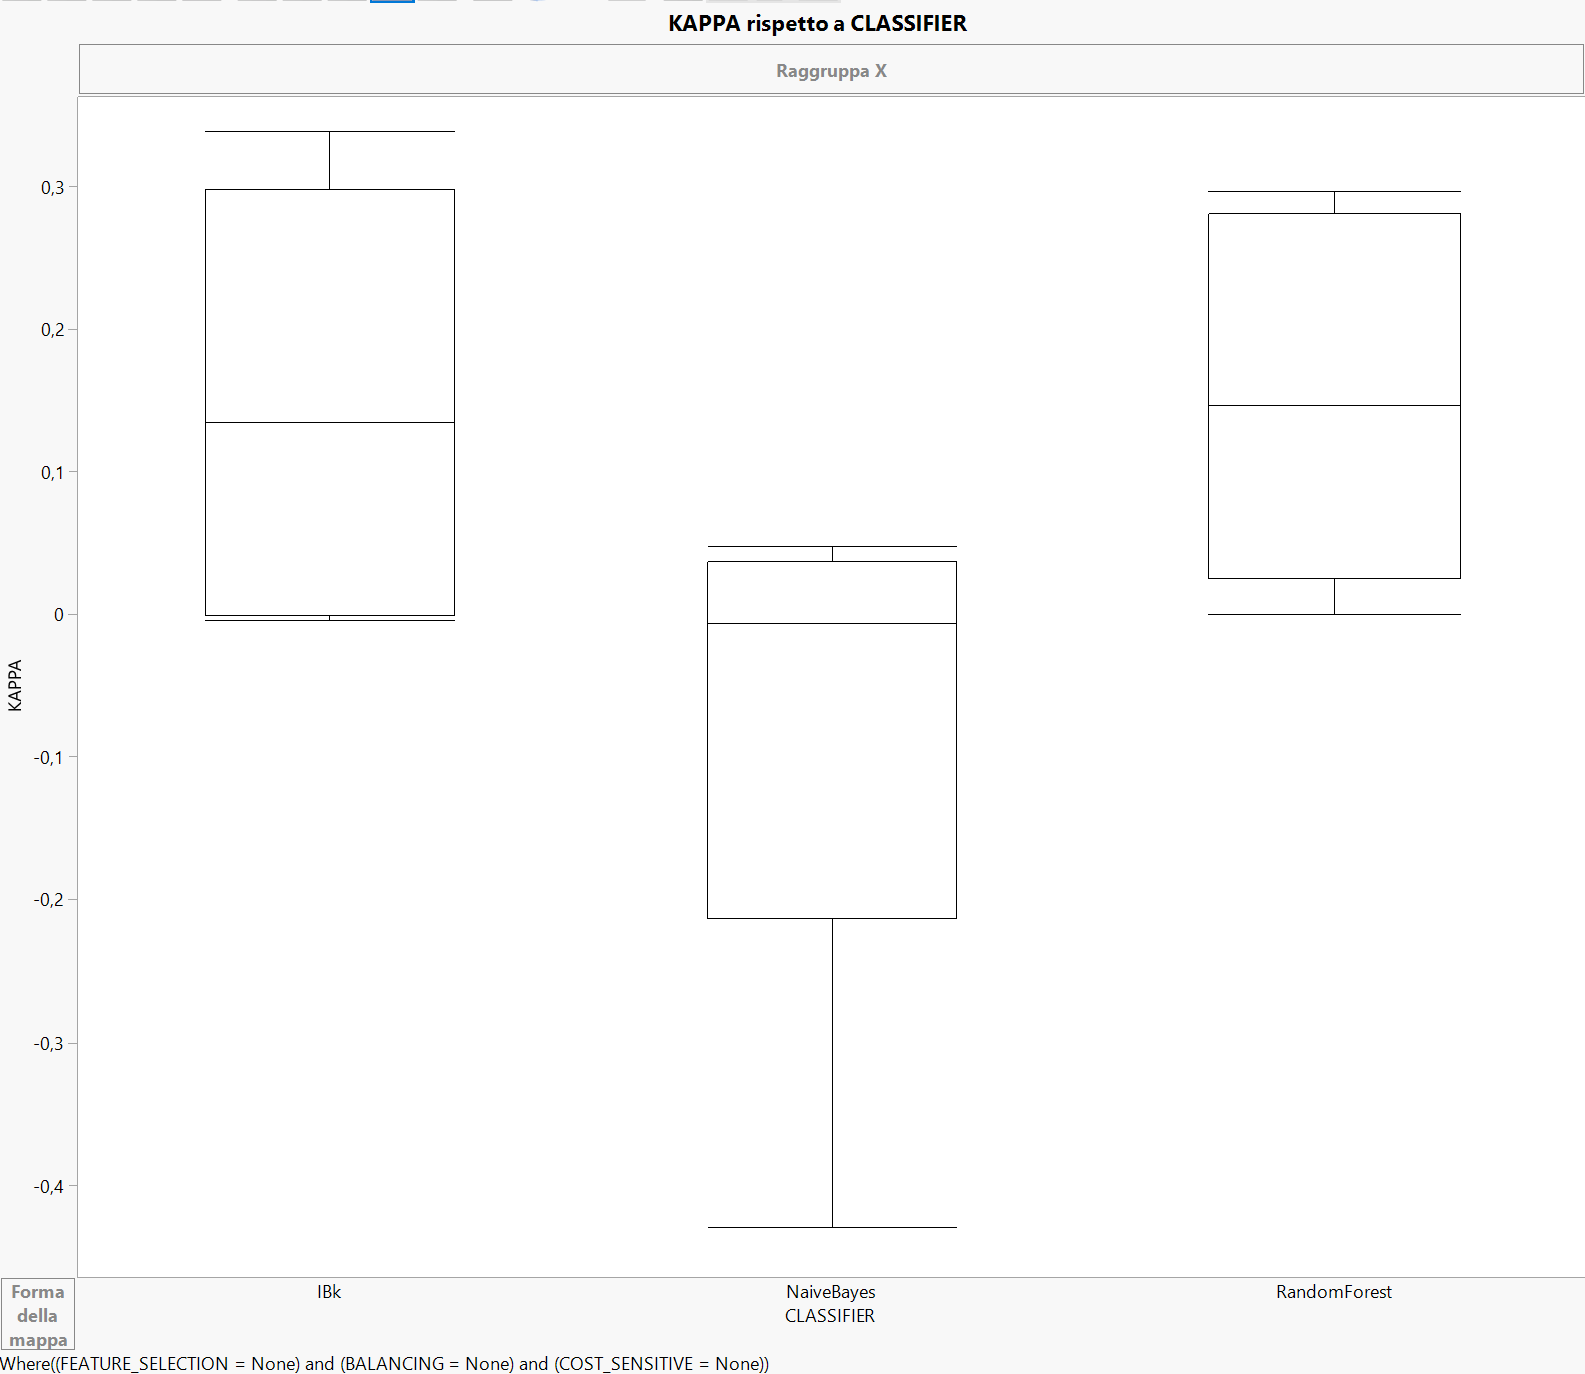 KAPPA rispetto a CLASSIFIER
Raggruppa X
0,3
0,2
0,1
0
-0,1
-0,2
-0,3
-0,4
KAPPA
IBk
NaiveBayes
RandomForest
CLASSIFIER
Forma
della
mappa
Where((FEATURE_SELECTION = None) and (BALANCING = None) and (COST_SENSITIVE = None))